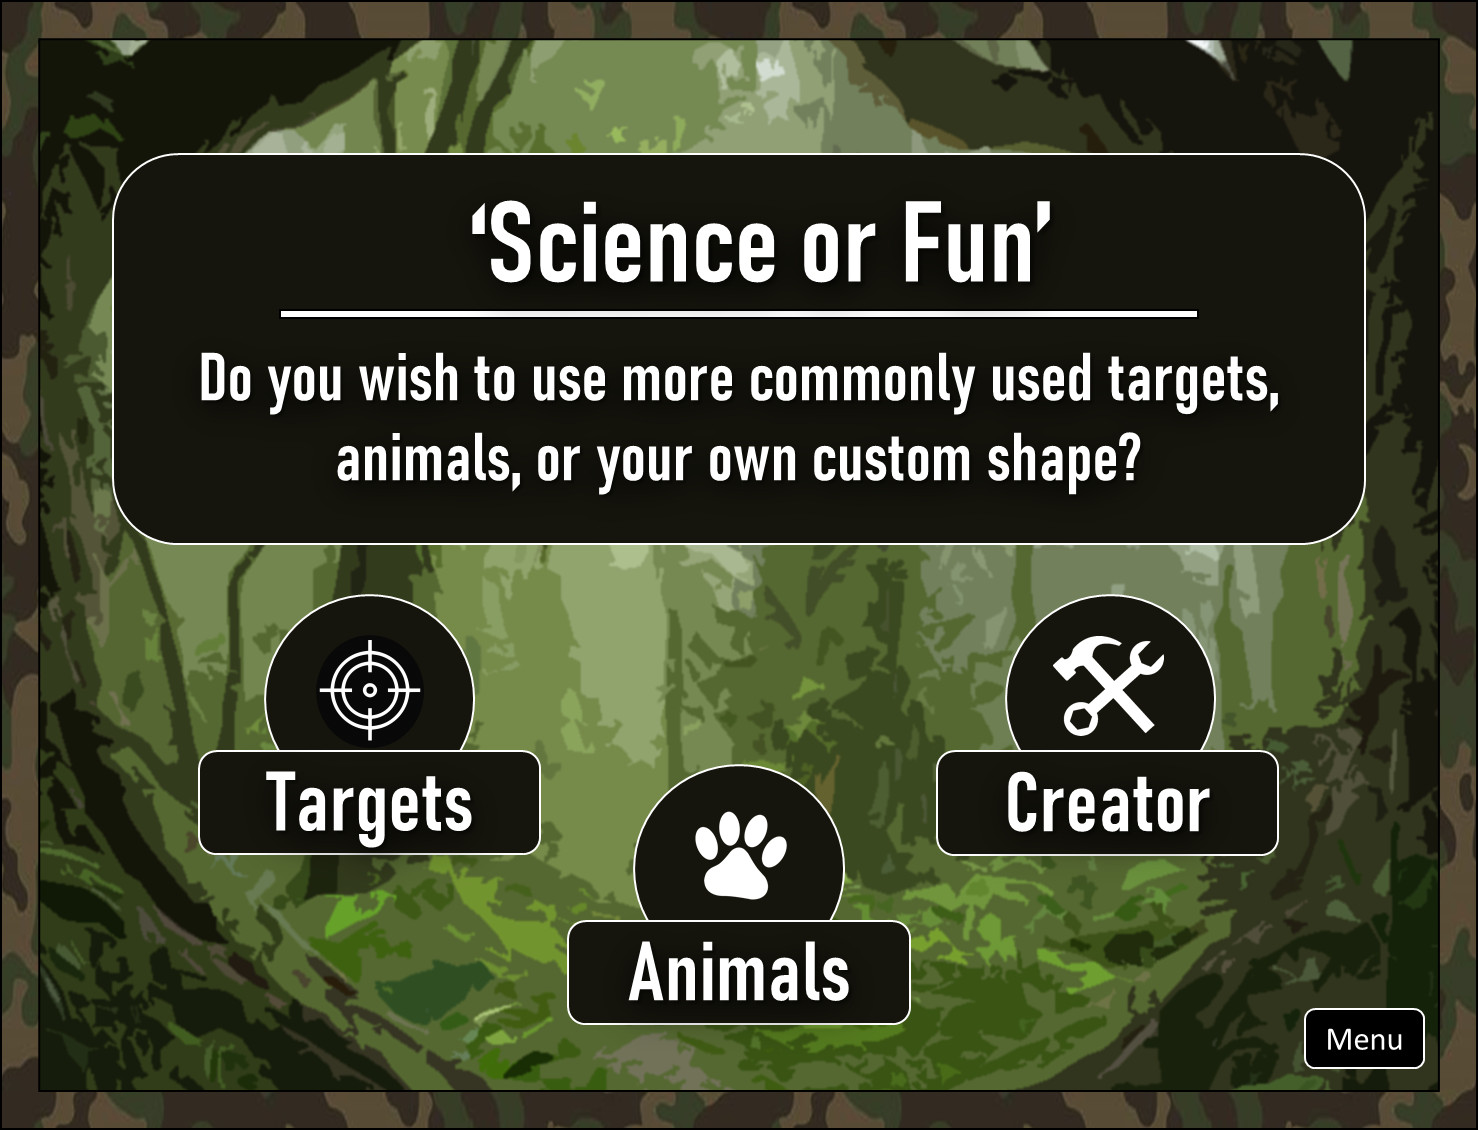 ‘Science or Fun’
Do you wish to use more commonly used targets,
animals, or your own custom shape?
Targets
Creator
Animals
Menu